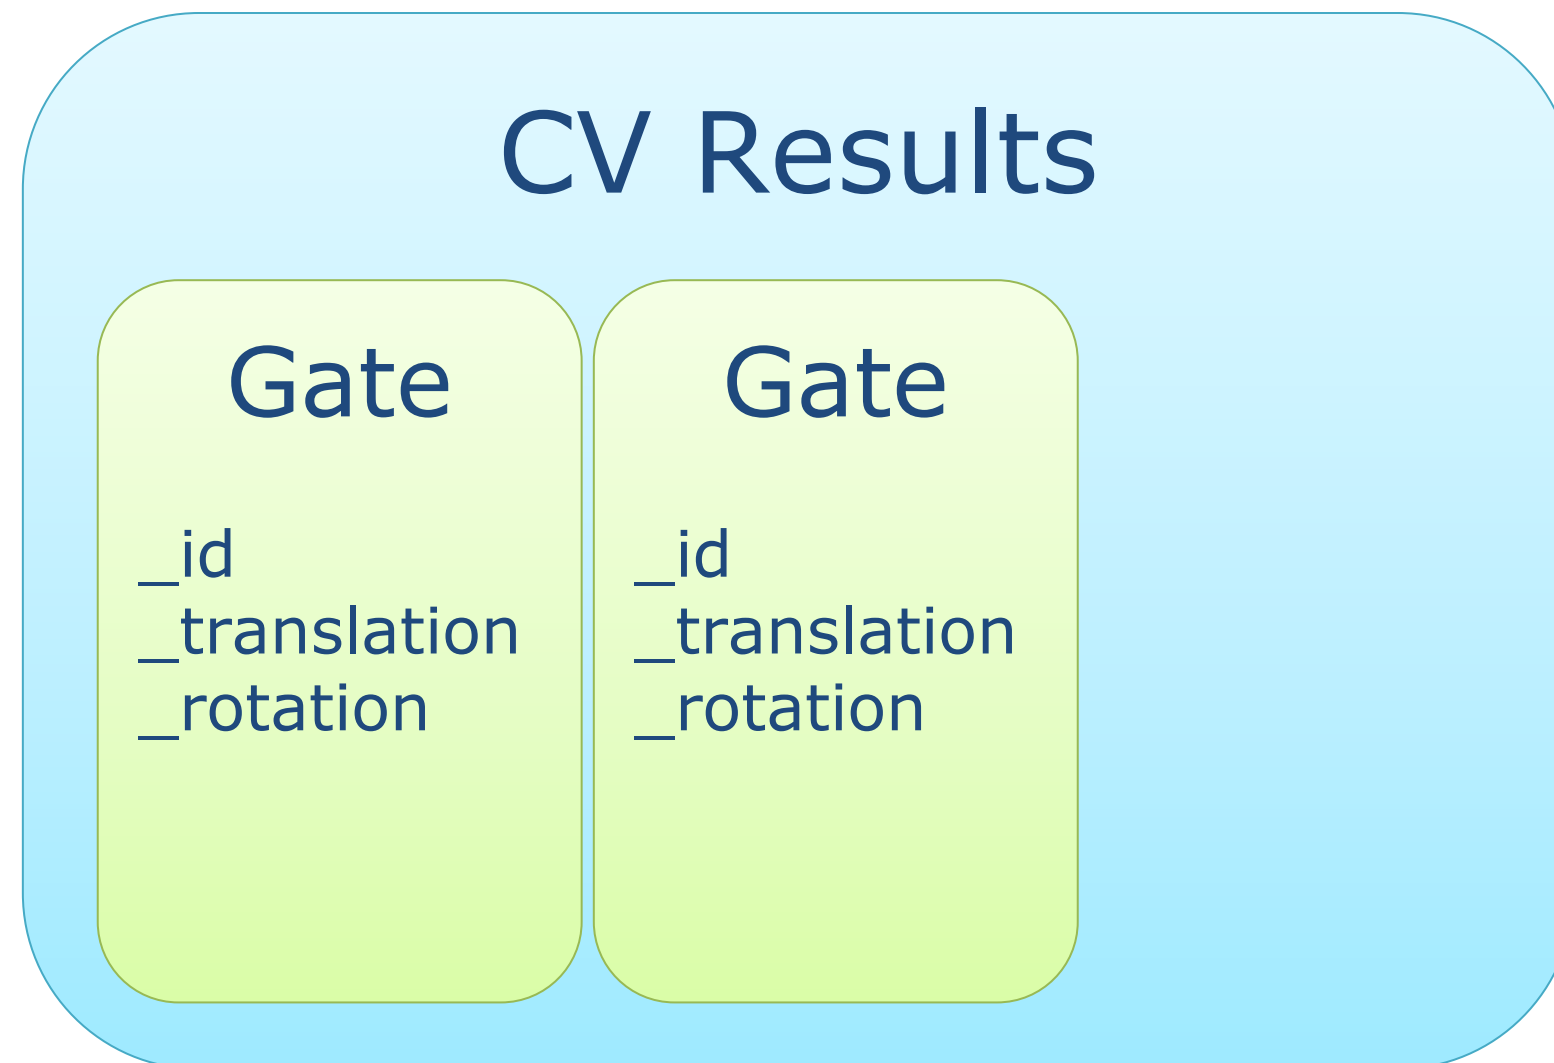 CV Results
Gate
_id
_translation
_rotation
Gate
_id
_translation
_rotation